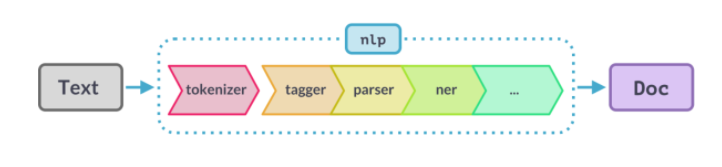 nlp
Text tokenizer tagger parser ner ... Doc